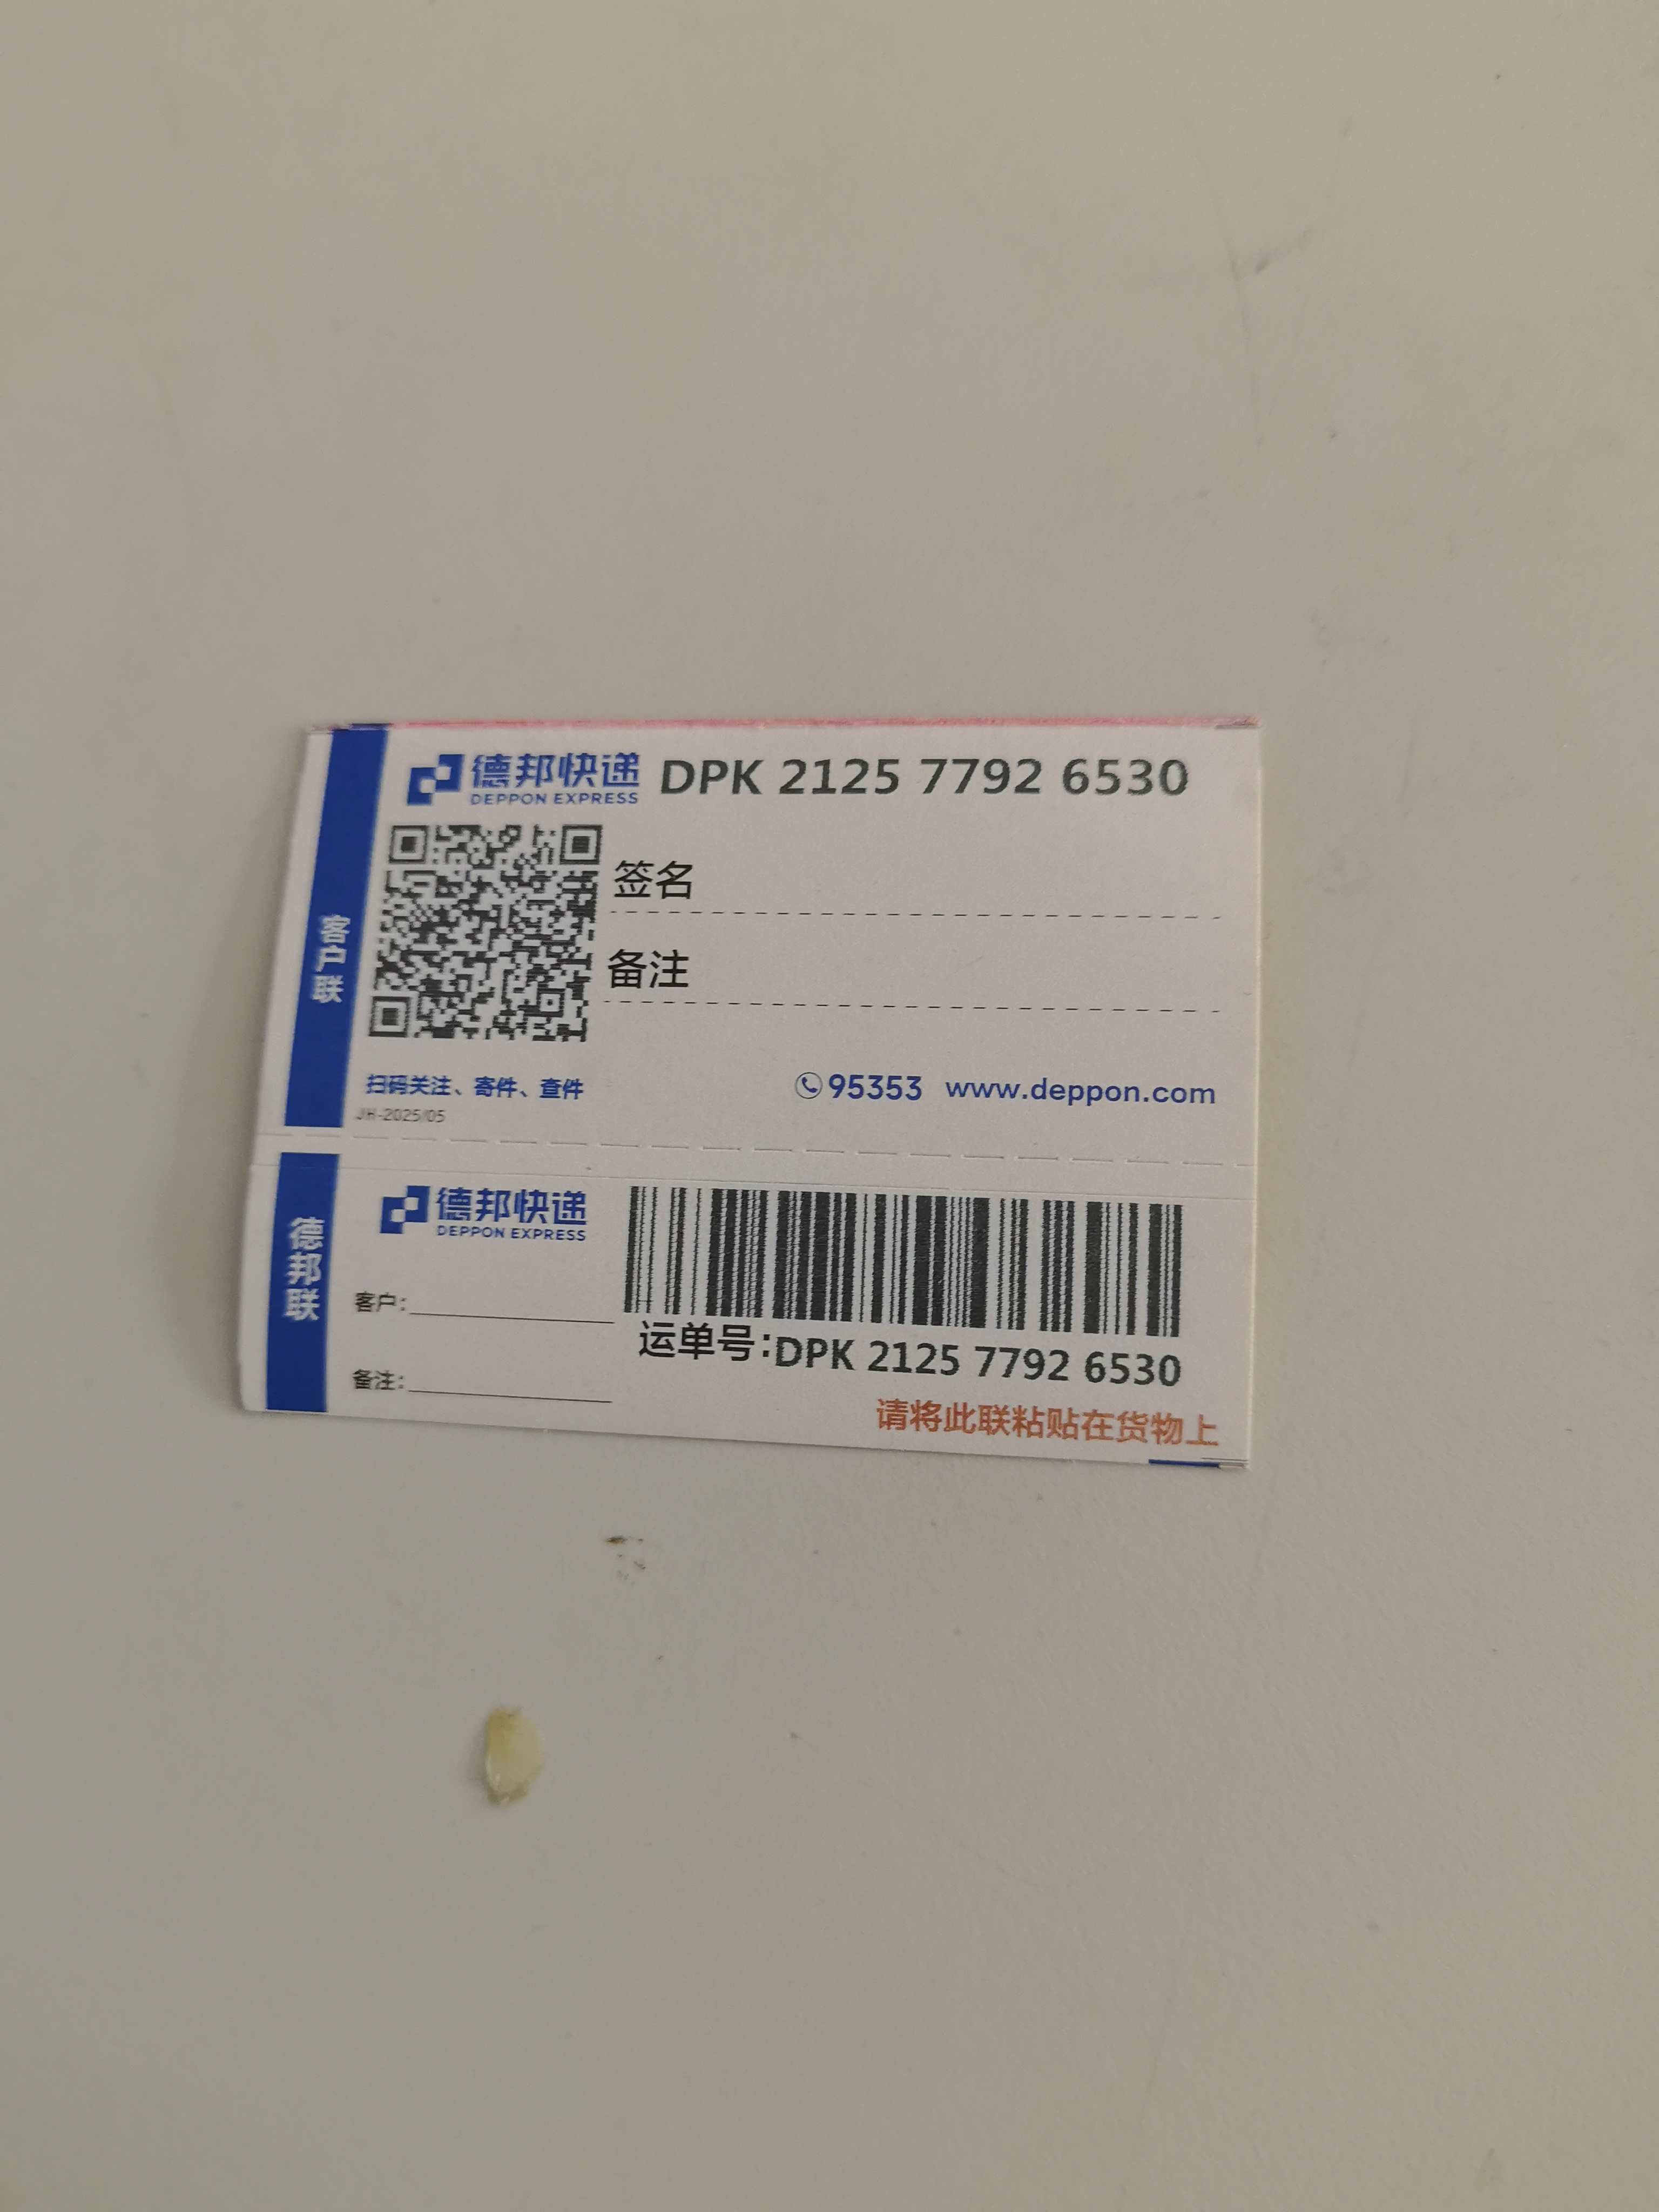 德邦快递 DPK 2125 7792 6530
DEPPON EXPRESS
签名
备注
客户联
扫码关注、寄件、查件
95353 www.deppon.com
JH-2025/05
德邦联
德邦快递
DEPPON EXPRESS
客户:
运单号:DPK 2125 7792 6530
备注:
请将此联粘贴在货物上